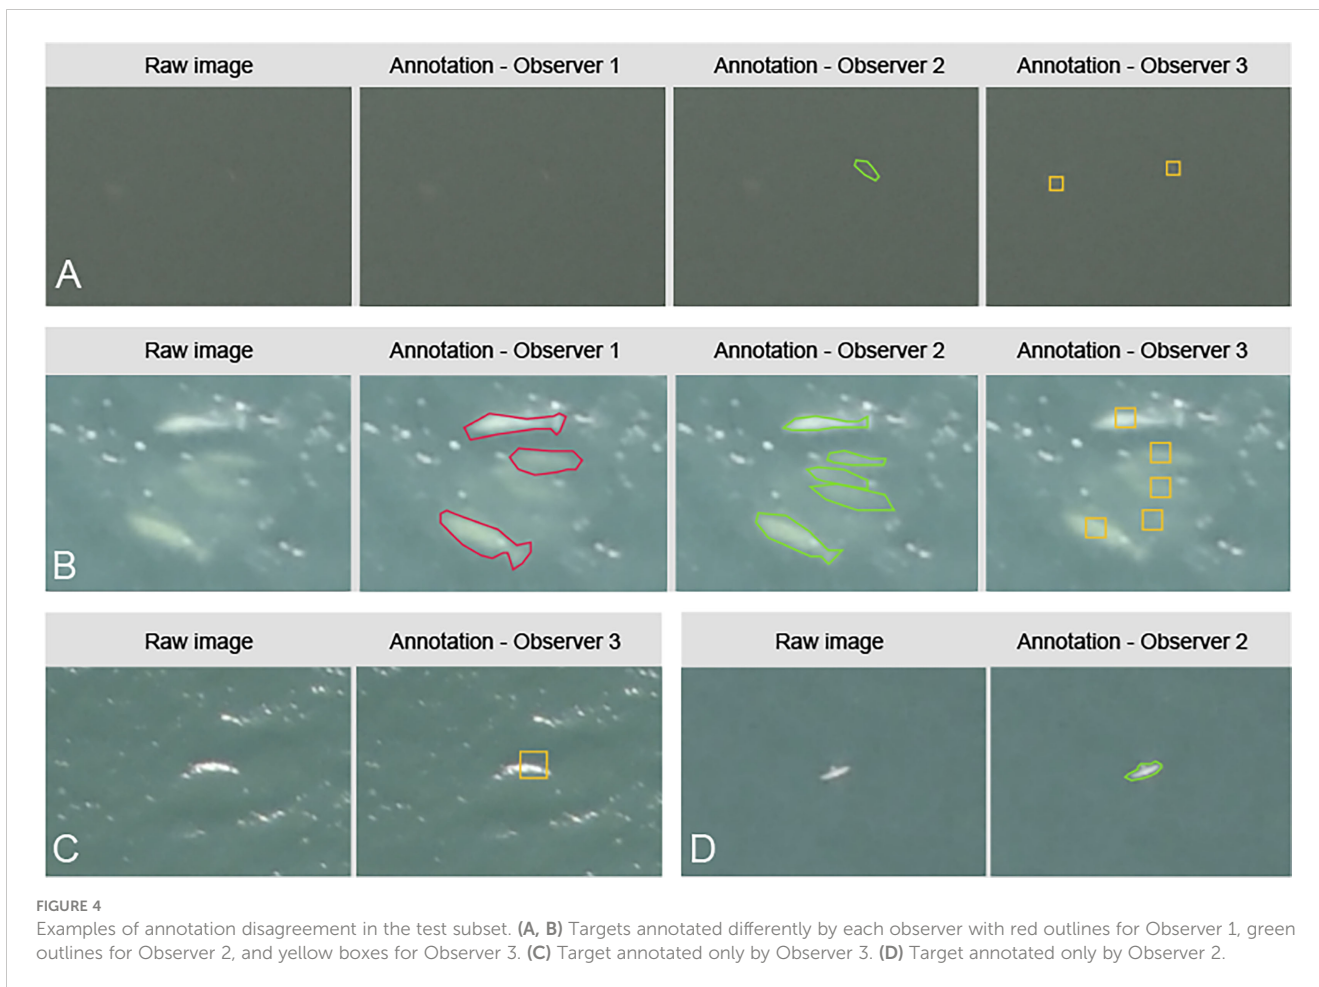 Raw image
Annotation - Observer 1
Annotation - Observer 2
Annotation - Observer 3
A
Raw image
Annotation - Observer 1
Annotation - Observer 2
Annotation - Observer 3
B
Raw image
Annotation - Observer 3
C
Raw image
Annotation - Observer 2
D
FIGURE 4
Examples of annotation disagreement in the test subset. (A, B) Targets annotated differently by each observer with red outlines for Observer 1, green
outlines for Observer 2, and yellow boxes for Observer 3. (C) Target annotated only by Observer 3. (D) Target annotated only by Observer 2.